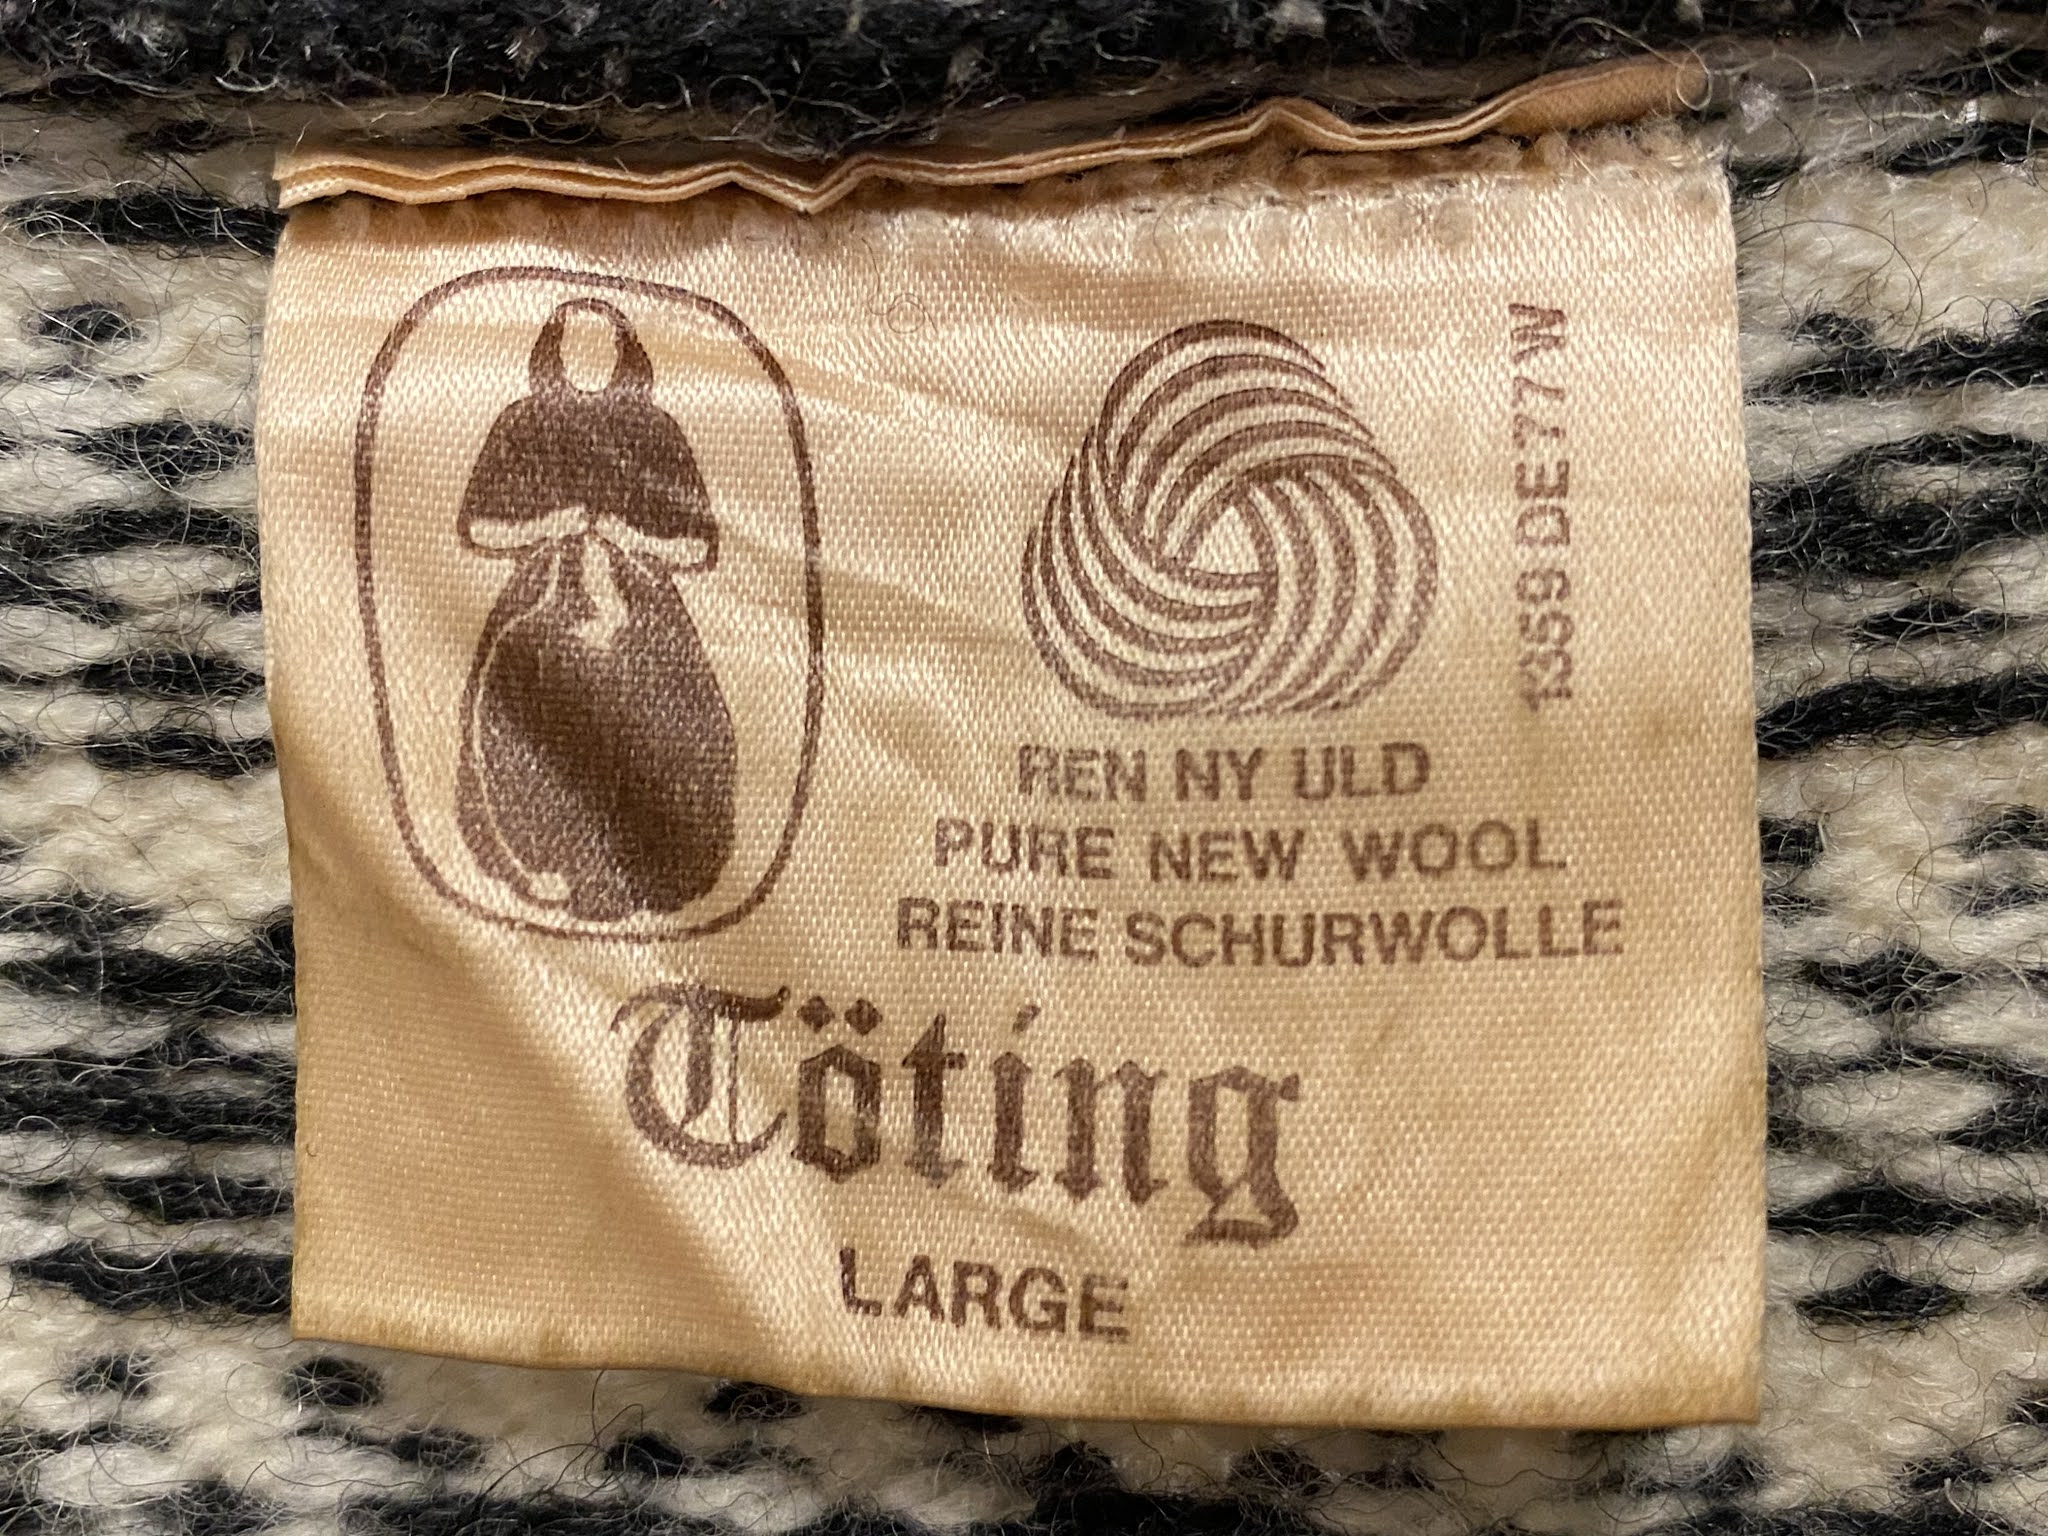 1359 DE 77 W
REN NY ULD
PURE NEW WOOL
REINE SCHURWOLLE
Töting
LARGE